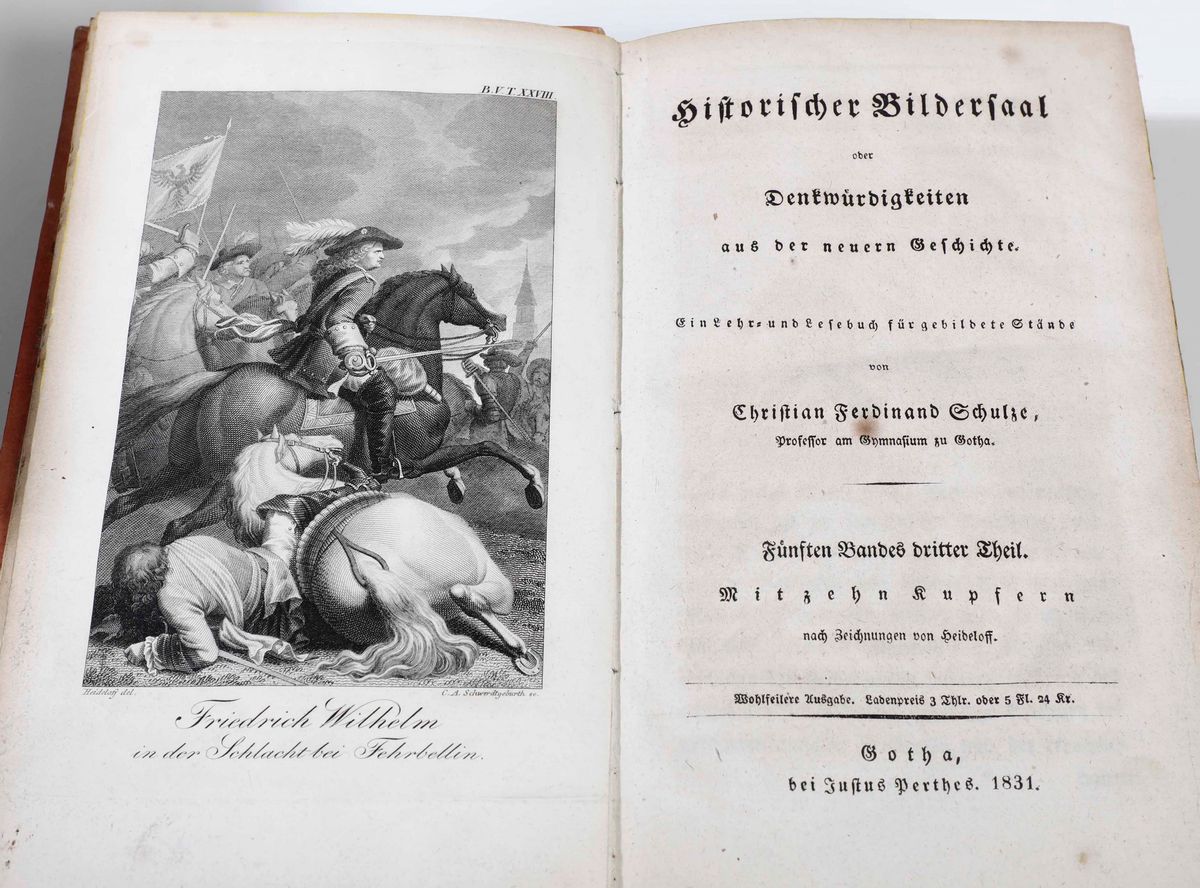 B. V. T. XXVIII.
Heideloff del.
C. A. Schwerdtgeburth sc.
Friedrich Wilhelm
in der Schlacht bei Fehrbellin.
Historischer Bildersaal
oder
Denkwürdigkeiten
aus der neuern Geschichte.
Ein Lehr- und Lesebuch für gebildete Stände
von
Christian Ferdinand Schulze,
Professor am Gymnasium zu Gotha.
Fünften Bandes dritter Theil.
Mit zehn Kupfern
nach Zeichnungen von Heideloff.
Wohlfeilere Ausgabe. Ladenpreis 3 Thlr. oder 5 Fl. 24 Kr.
Gotha,
bei Justus Perthes. 1831.